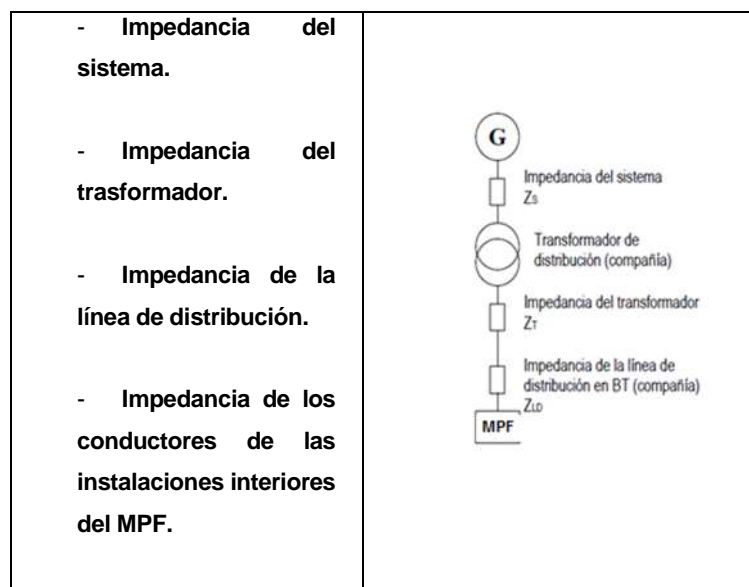 - Impedancia del
sistema.
- Impedancia del
trasformador.
- Impedancia de la
línea de distribución.
- Impedancia de los
conductores de las
instalaciones interiores
del MPF.
G
Impedancia del sistema
Zs
Transformador de
distribución (compañía)
Impedancia del transformador
ZT
Impedancia de la línea de
distribución en BT (compañía)
ZLD
MPF